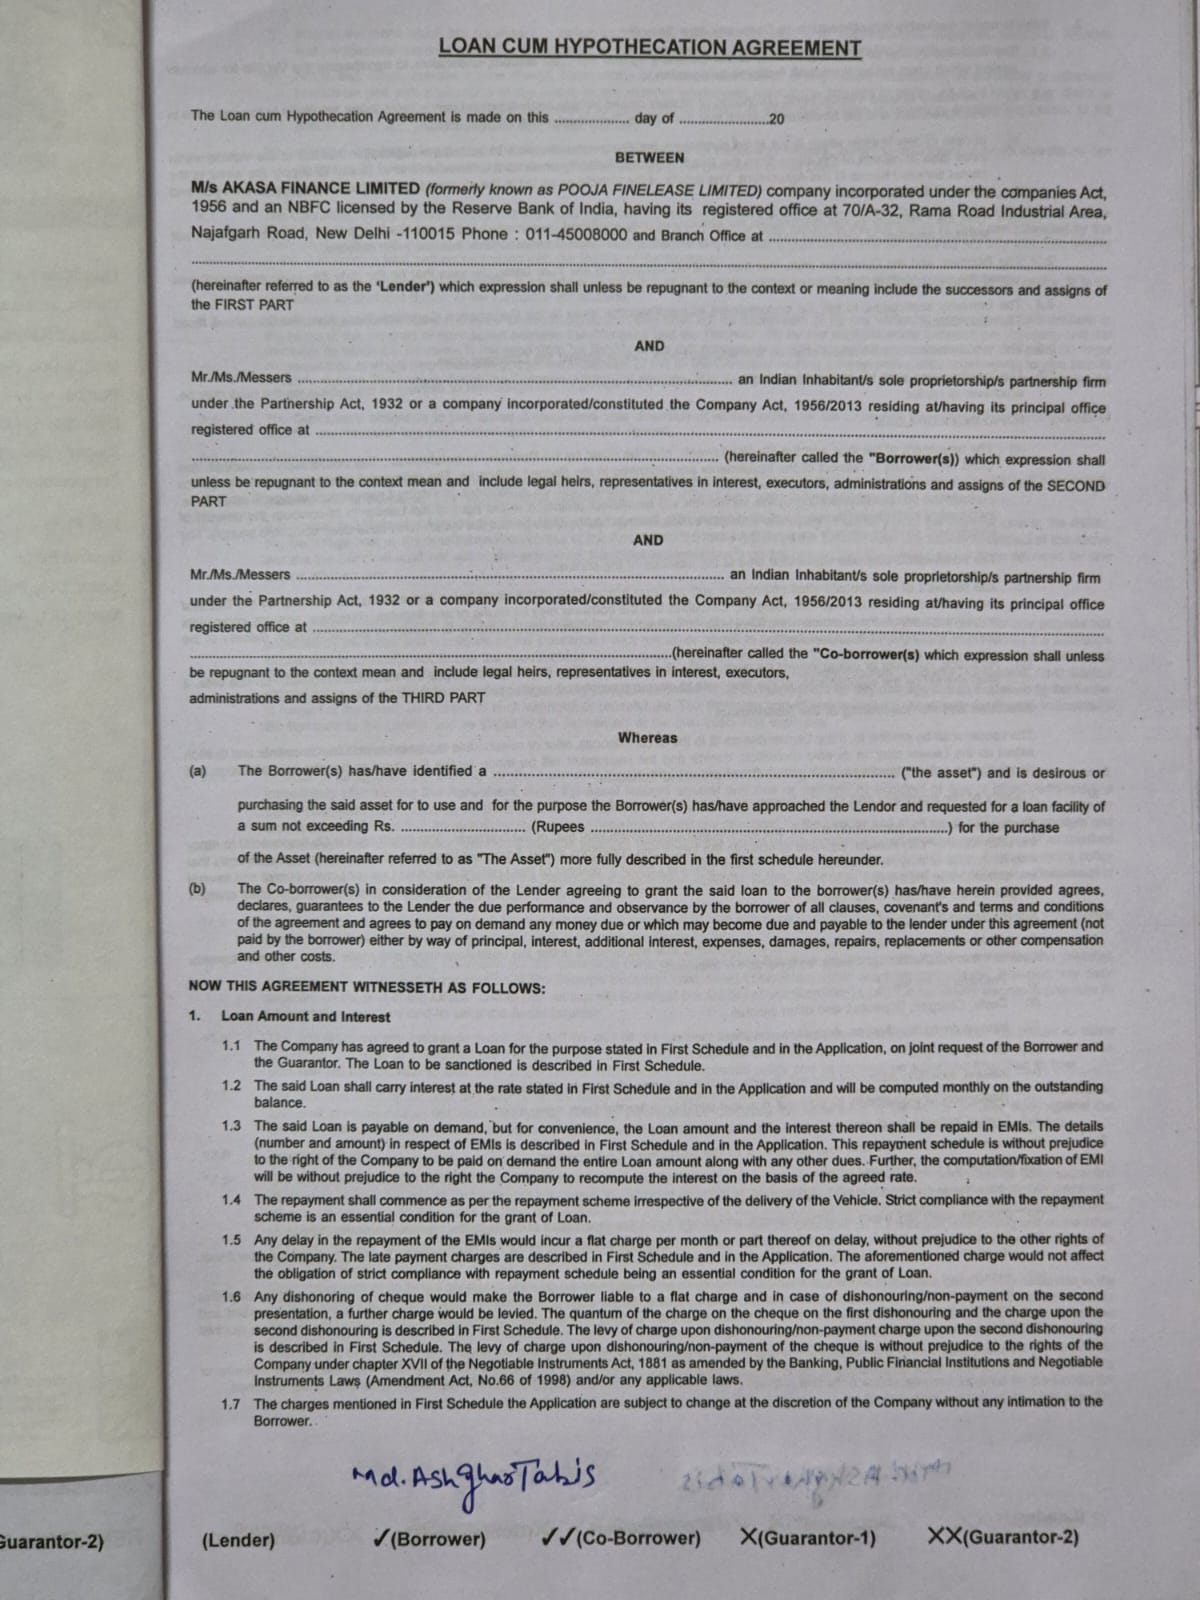 LOAN CUM HYPOTHECATION AGREEMENT
The Loan cum Hypothecation Agreement is made on this .................... day of ........................20
BETWEEN
M/s AKASA FINANCE LIMITED (formerly known as POOJA FINELEASE LIMITED) company incorporated under the companies Act,
1956 and an NBFC licensed by the Reserve Bank of India, having its registered office at 70/A-32, Rama Road Industrial Area,
Najafgarh Road, New Delhi -110015 Phone : 011-45008000 and Branch Office at ....................
....................
(hereinafter referred to as the 'Lender') which expression shall unless be repugnant to the context or meaning include the successors and assigns of
the FIRST PART
AND
Mr./Ms./Messers .................... an Indian Inhabitant/s sole proprietorship/s partnership firm
under the Partnership Act, 1932 or a company incorporated/constituted the Company Act, 1956/2013 residing at/having its principal office
registered office at ....................
.................... (hereinafter called the "Borrower(s)) which expression shall
unless be repugnant to the context mean and include legal heirs, representatives in interest, executors, administrations and assigns of the SECOND
PART
AND
Mr./Ms./Messers .................... an Indian Inhabitant/s sole proprietorship/s partnership firm
under the Partnership Act, 1932 or a company incorporated/constituted the Company Act, 1956/2013 residing at/having its principal office
registered office at ....................
....................(hereinafter called the "Co-borrower(s) which expression shall unless
be repugnant to the context mean and include legal heirs, representatives in interest, executors,
administrations and assigns of the THIRD PART
Whereas
(a) The Borrower(s) has/have identified a .................... ("the asset") and is desirous or
purchasing the said asset for to use and for the purpose the Borrower(s) has/have approached the Lendor and requested for a loan facility of
a sum not exceeding Rs. .................... (Rupees ....................) for the purchase
of the Asset (hereinafter referred to as "The Asset") more fully described in the first schedule hereunder.
(b) The Co-borrower(s) in consideration of the Lender agreeing to grant the said loan to the borrower(s) has/have herein provided agrees,
declares, guarantees to the Lender the due performance and observance by the borrower of all clauses, covenant's and terms and conditions
of the agreement and agrees to pay on demand any money due or which may become due and payable to the lender under this agreement (not
paid by the borrower) either by way of principal, interest, additional interest, expenses, damages, repairs, replacements or other compensation
and other costs.
NOW THIS AGREEMENT WITNESSETH AS FOLLOWS:
1. Loan Amount and Interest
1.1 The Company has agreed to grant a Loan for the purpose stated in First Schedule and in the Application, on joint request of the Borrower and
the Guarantor. The Loan to be sanctioned is described in First Schedule.
1.2 The said Loan shall carry interest at the rate stated in First Schedule and in the Application and will be computed monthly on the outstanding
balance.
1.3 The said Loan is payable on demand, but for convenience, the Loan amount and the interest thereon shall be repaid in EMIs. The details
(number and amount) in respect of EMIs is described in First Schedule and in the Application. This repayment schedule is without prejudice
to the right of the Company to be paid on demand the entire Loan amount along with any other dues. Further, the computation/fixation of EMI
will be without prejudice to the right the Company to recompute the interest on the basis of the agreed rate.
1.4 The repayment shall commence as per the repayment scheme irrespective of the delivery of the Vehicle. Strict compliance with the repayment
scheme is an essential condition for the grant of Loan.
1.5 Any delay in the repayment of the EMIs would incur a flat charge per month or part thereof on delay, without prejudice to the other rights of
the Company. The late payment charges are described in First Schedule and in the Application. The aforementioned charge would not affect
the obligation of strict compliance with repayment schedule being an essential condition for the grant of Loan.
1.6 Any dishonoring of cheque would make the Borrower liable to a flat charge and in case of dishonouring/non-payment on the second
presentation, a further charge would be levied. The quantum of the charge on the cheque on the first dishonouring and the charge upon the
second dishonouring is described in First Schedule. The levy of charge upon dishonouring/non-payment charge upon the second dishonouring
is described in First Schedule. The levy of charge upon dishonouring/non-payment of the cheque is without prejudice to the rights of the
Company under chapter XVII of the Negotiable Instruments Act, 1881 as amended by the Banking, Public Financial Institutions and Negotiable
Instruments Laws (Amendment Act, No.66 of 1998) and/or any applicable laws.
1.7 The charges mentioned in First Schedule the Application are subject to change at the discretion of the Company without any intimation to the
Borrower.
Md. Ashghar Tabis
Guarantor-2) (Lender) ✓(Borrower) ✓✓(Co-Borrower) X(Guarantor-1) XX(Guarantor-2)